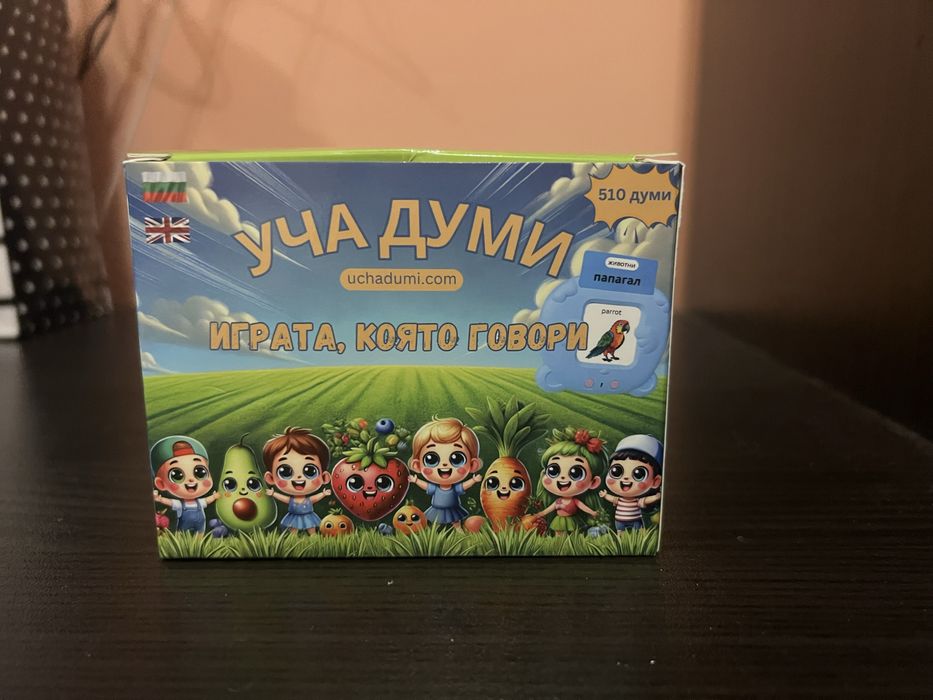 510 думи
УЧА ДУМИ
uchadumi.com
животни
папагал
parrot
ИГРАТА, КОЯТО ГОВОРИ